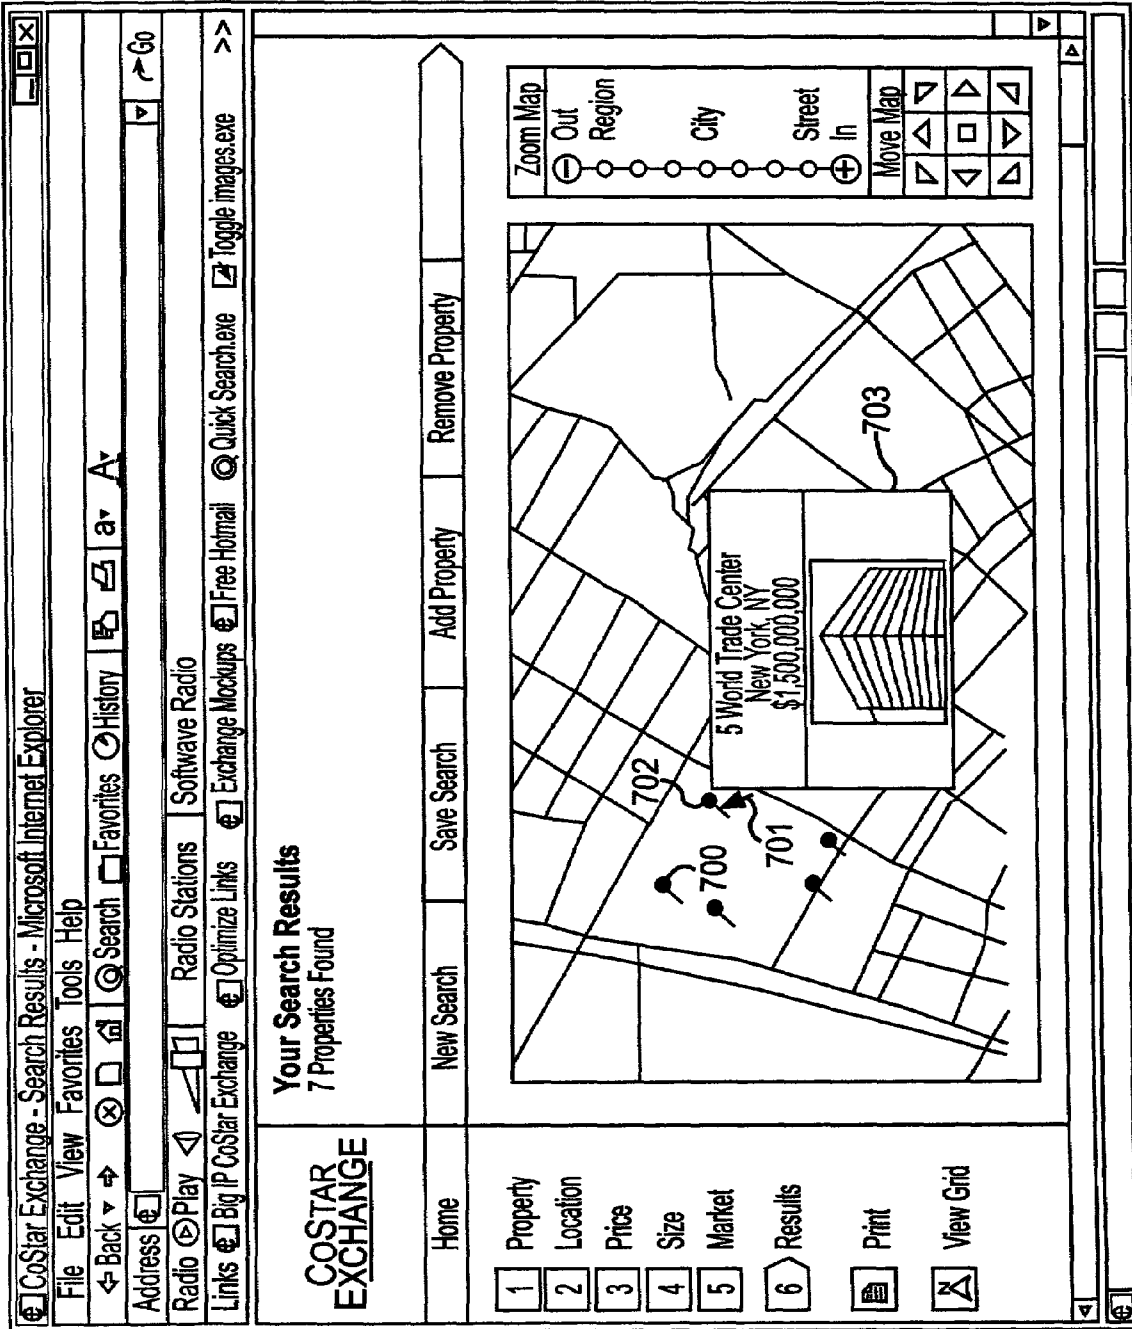 CoStar Exchange - Search Results - Microsoft Internet Explorer
File Edit View Favorites Tools Help
Back Search Favorites History a A
Address Go
Radio Play Radio Stations Softwave Radio
Links Big IP CoStar Exchange Optimize Links Exchange Mockups Free Hotmail Quick Search.exe Toggle images.exe >>
COSTAR
EXCHANGE
Your Search Results
7 Properties Found
Home New Search Save Search Add Property Remove Property
1 Property
2 Location
3 Price
4 Size
5 Market
6 Results
Print
N View Grid
700
702
701
5 World Trade Center
New York, NY
$1,500,000,000
703
Zoom Map
Out
Region
City
Street
In
Move Map